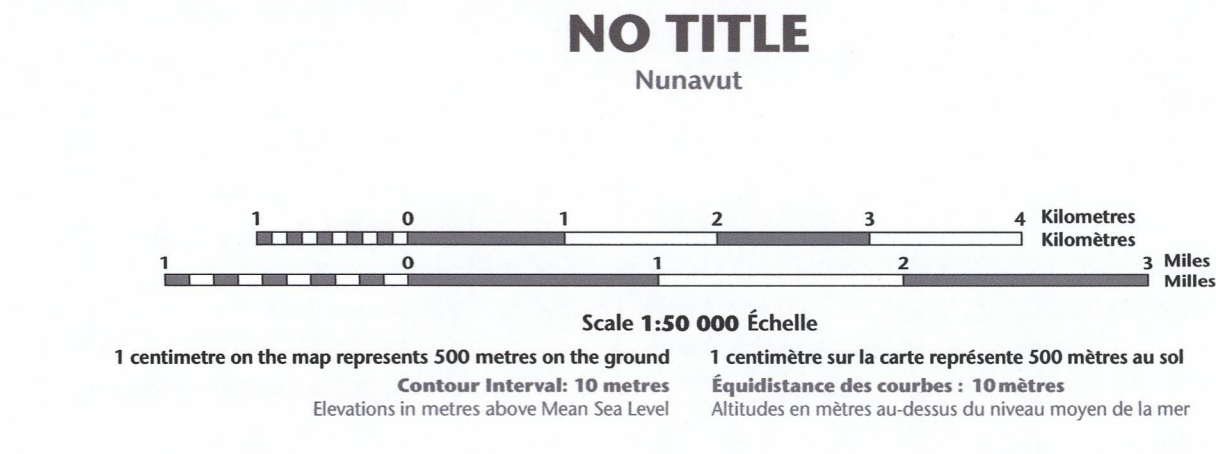 NO TITLE
Nunavut
1 0 1 2 3 4 Kilometres
Kilomètres
1 0 1 2 3 Miles
Milles
Scale 1:50 000 Échelle
1 centimetre on the map represents 500 metres on the ground 1 centimètre sur la carte représente 500 mètres au sol
Contour Interval: 10 metres Équidistance des courbes : 10 mètres
Elevations in metres above Mean Sea Level Altitudes en mètres au-dessus du niveau moyen de la mer